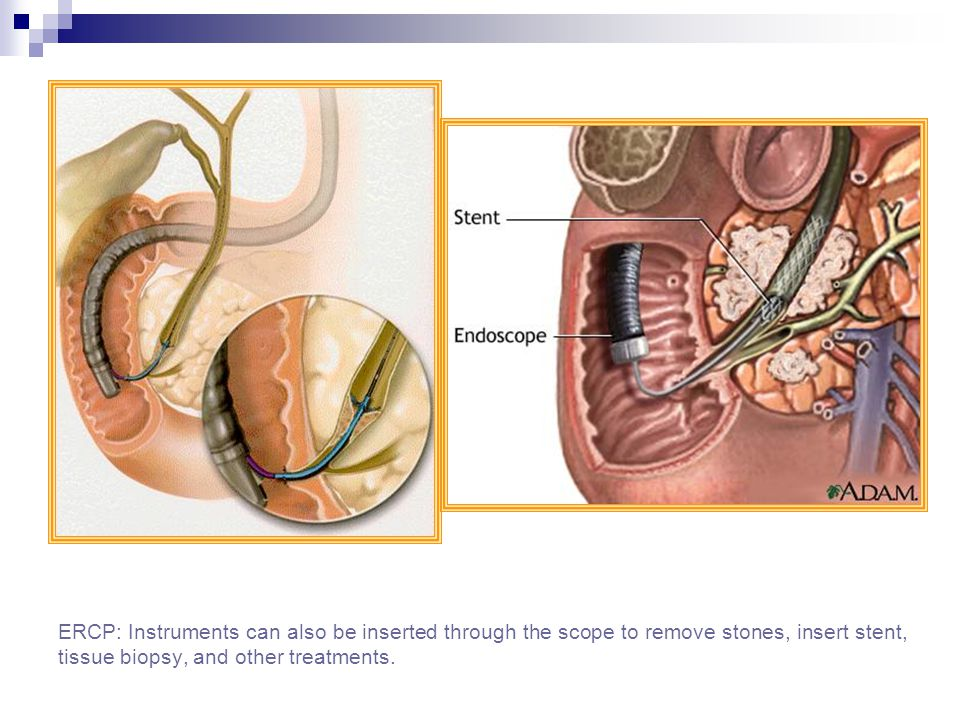 Stent
Endoscope
A.D.A.M.
ERCP: Instruments can also be inserted through the scope to remove stones, insert stent,
tissue biopsy, and other treatments.